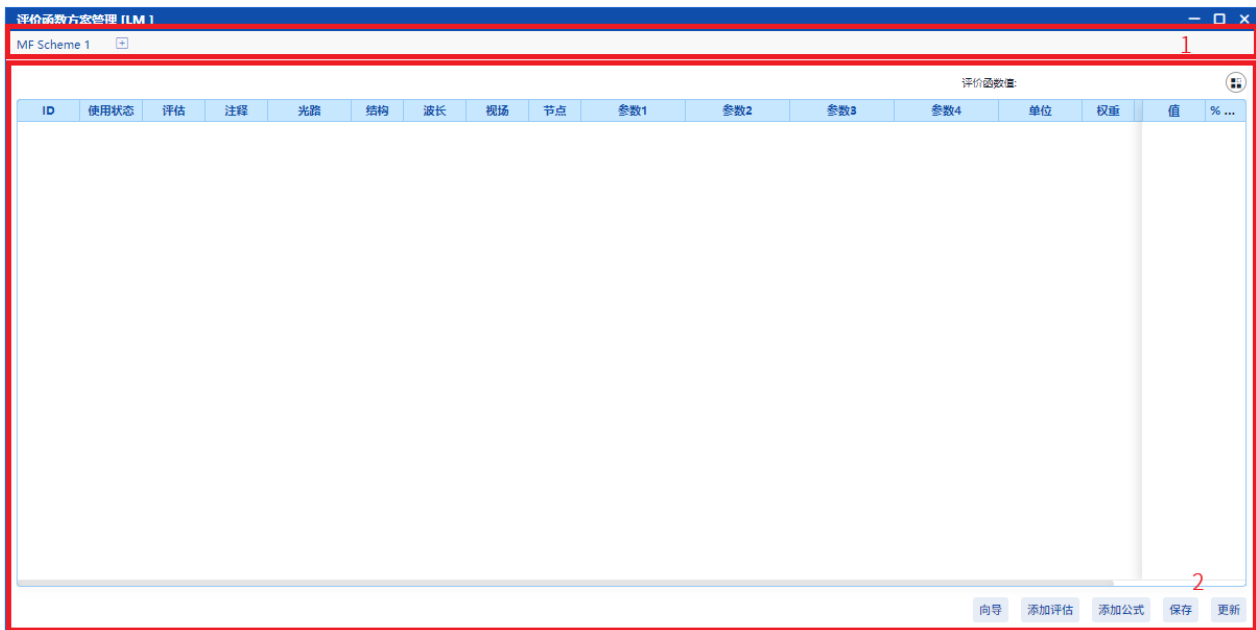 评价函数方案管理 [LM ]
MF Scheme 1
1
评价函数值:
ID 使用状态 评估 注释 光路 结构 波长 视场 节点 参数1 参数2 参数3 参数4 单位 权重 值 % ...
2
向导 添加评估 添加公式 保存 更新